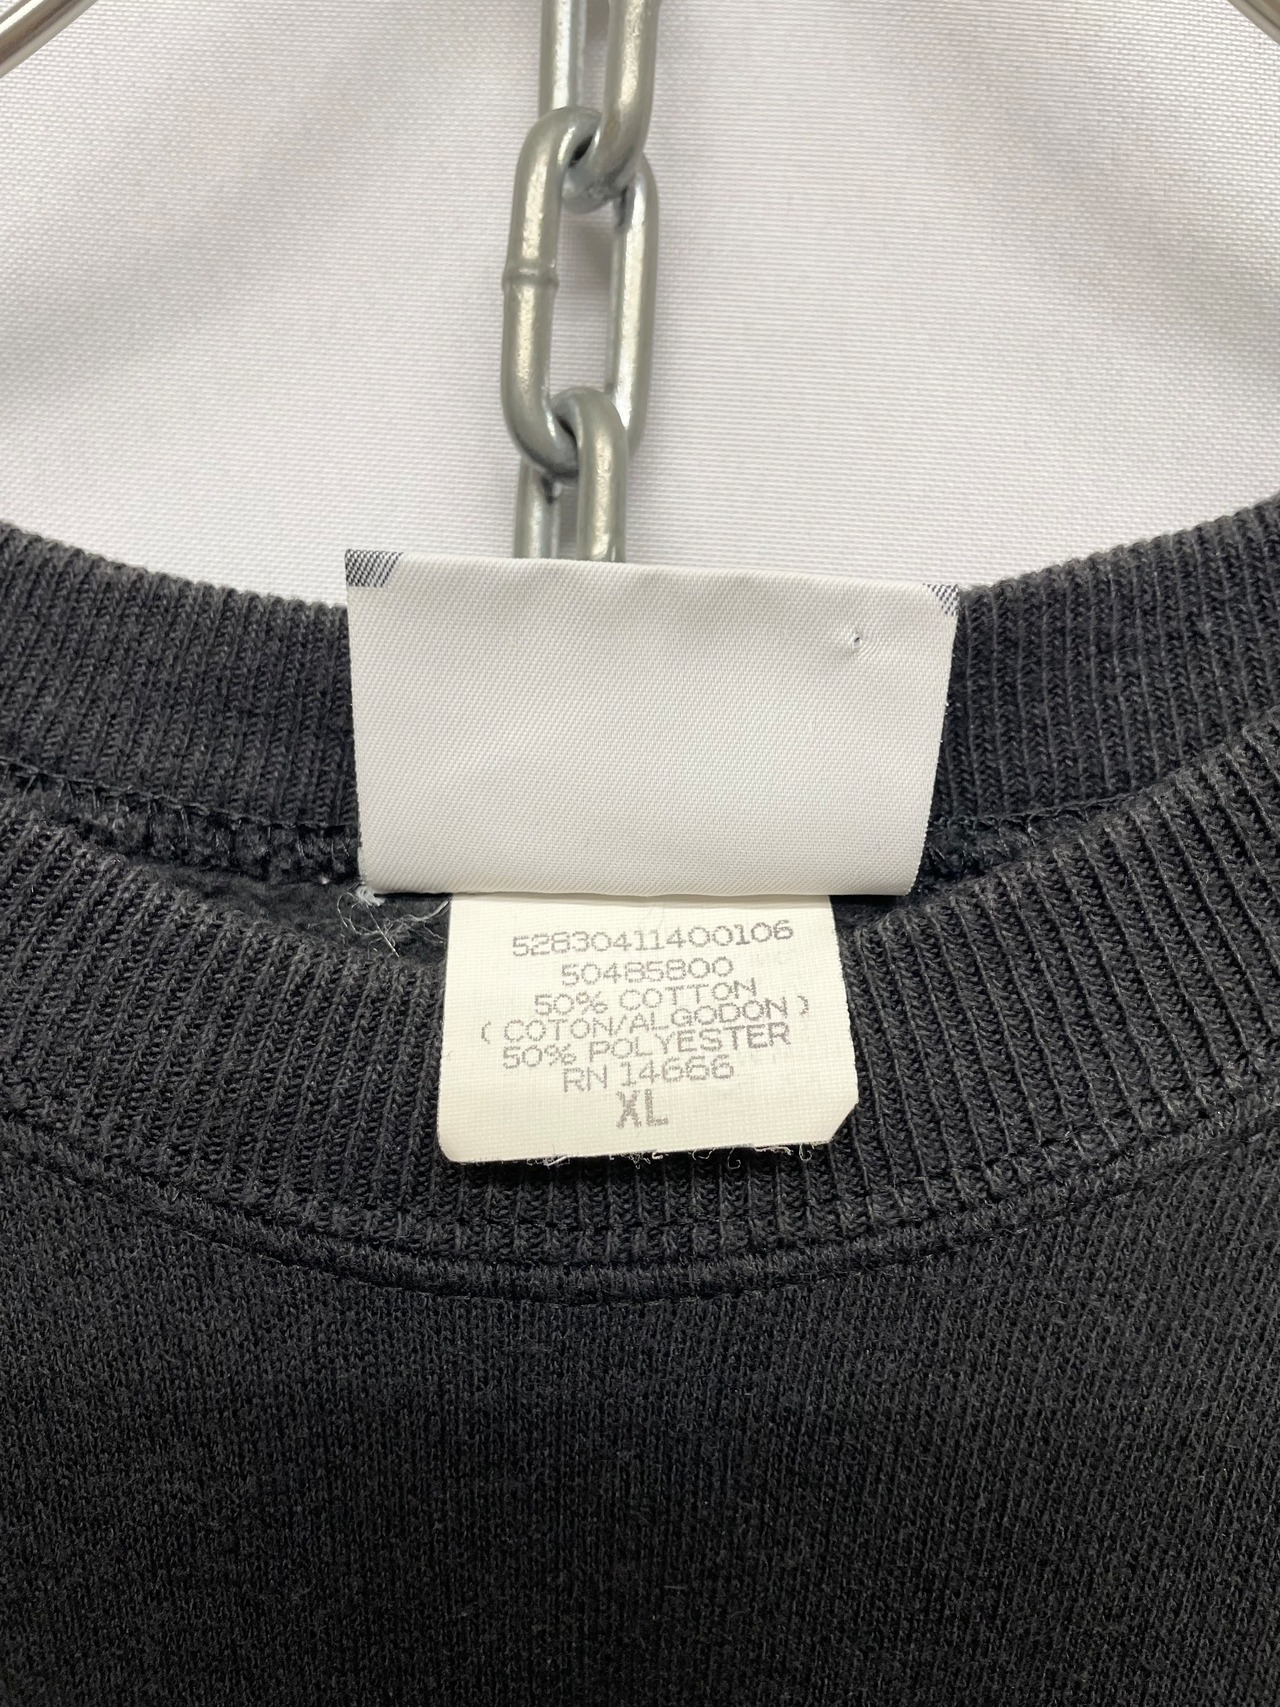 52830411400106
50485800
50% COTTON
( COTON/ALGODON )
50% POLYESTER
RN 14666
XL